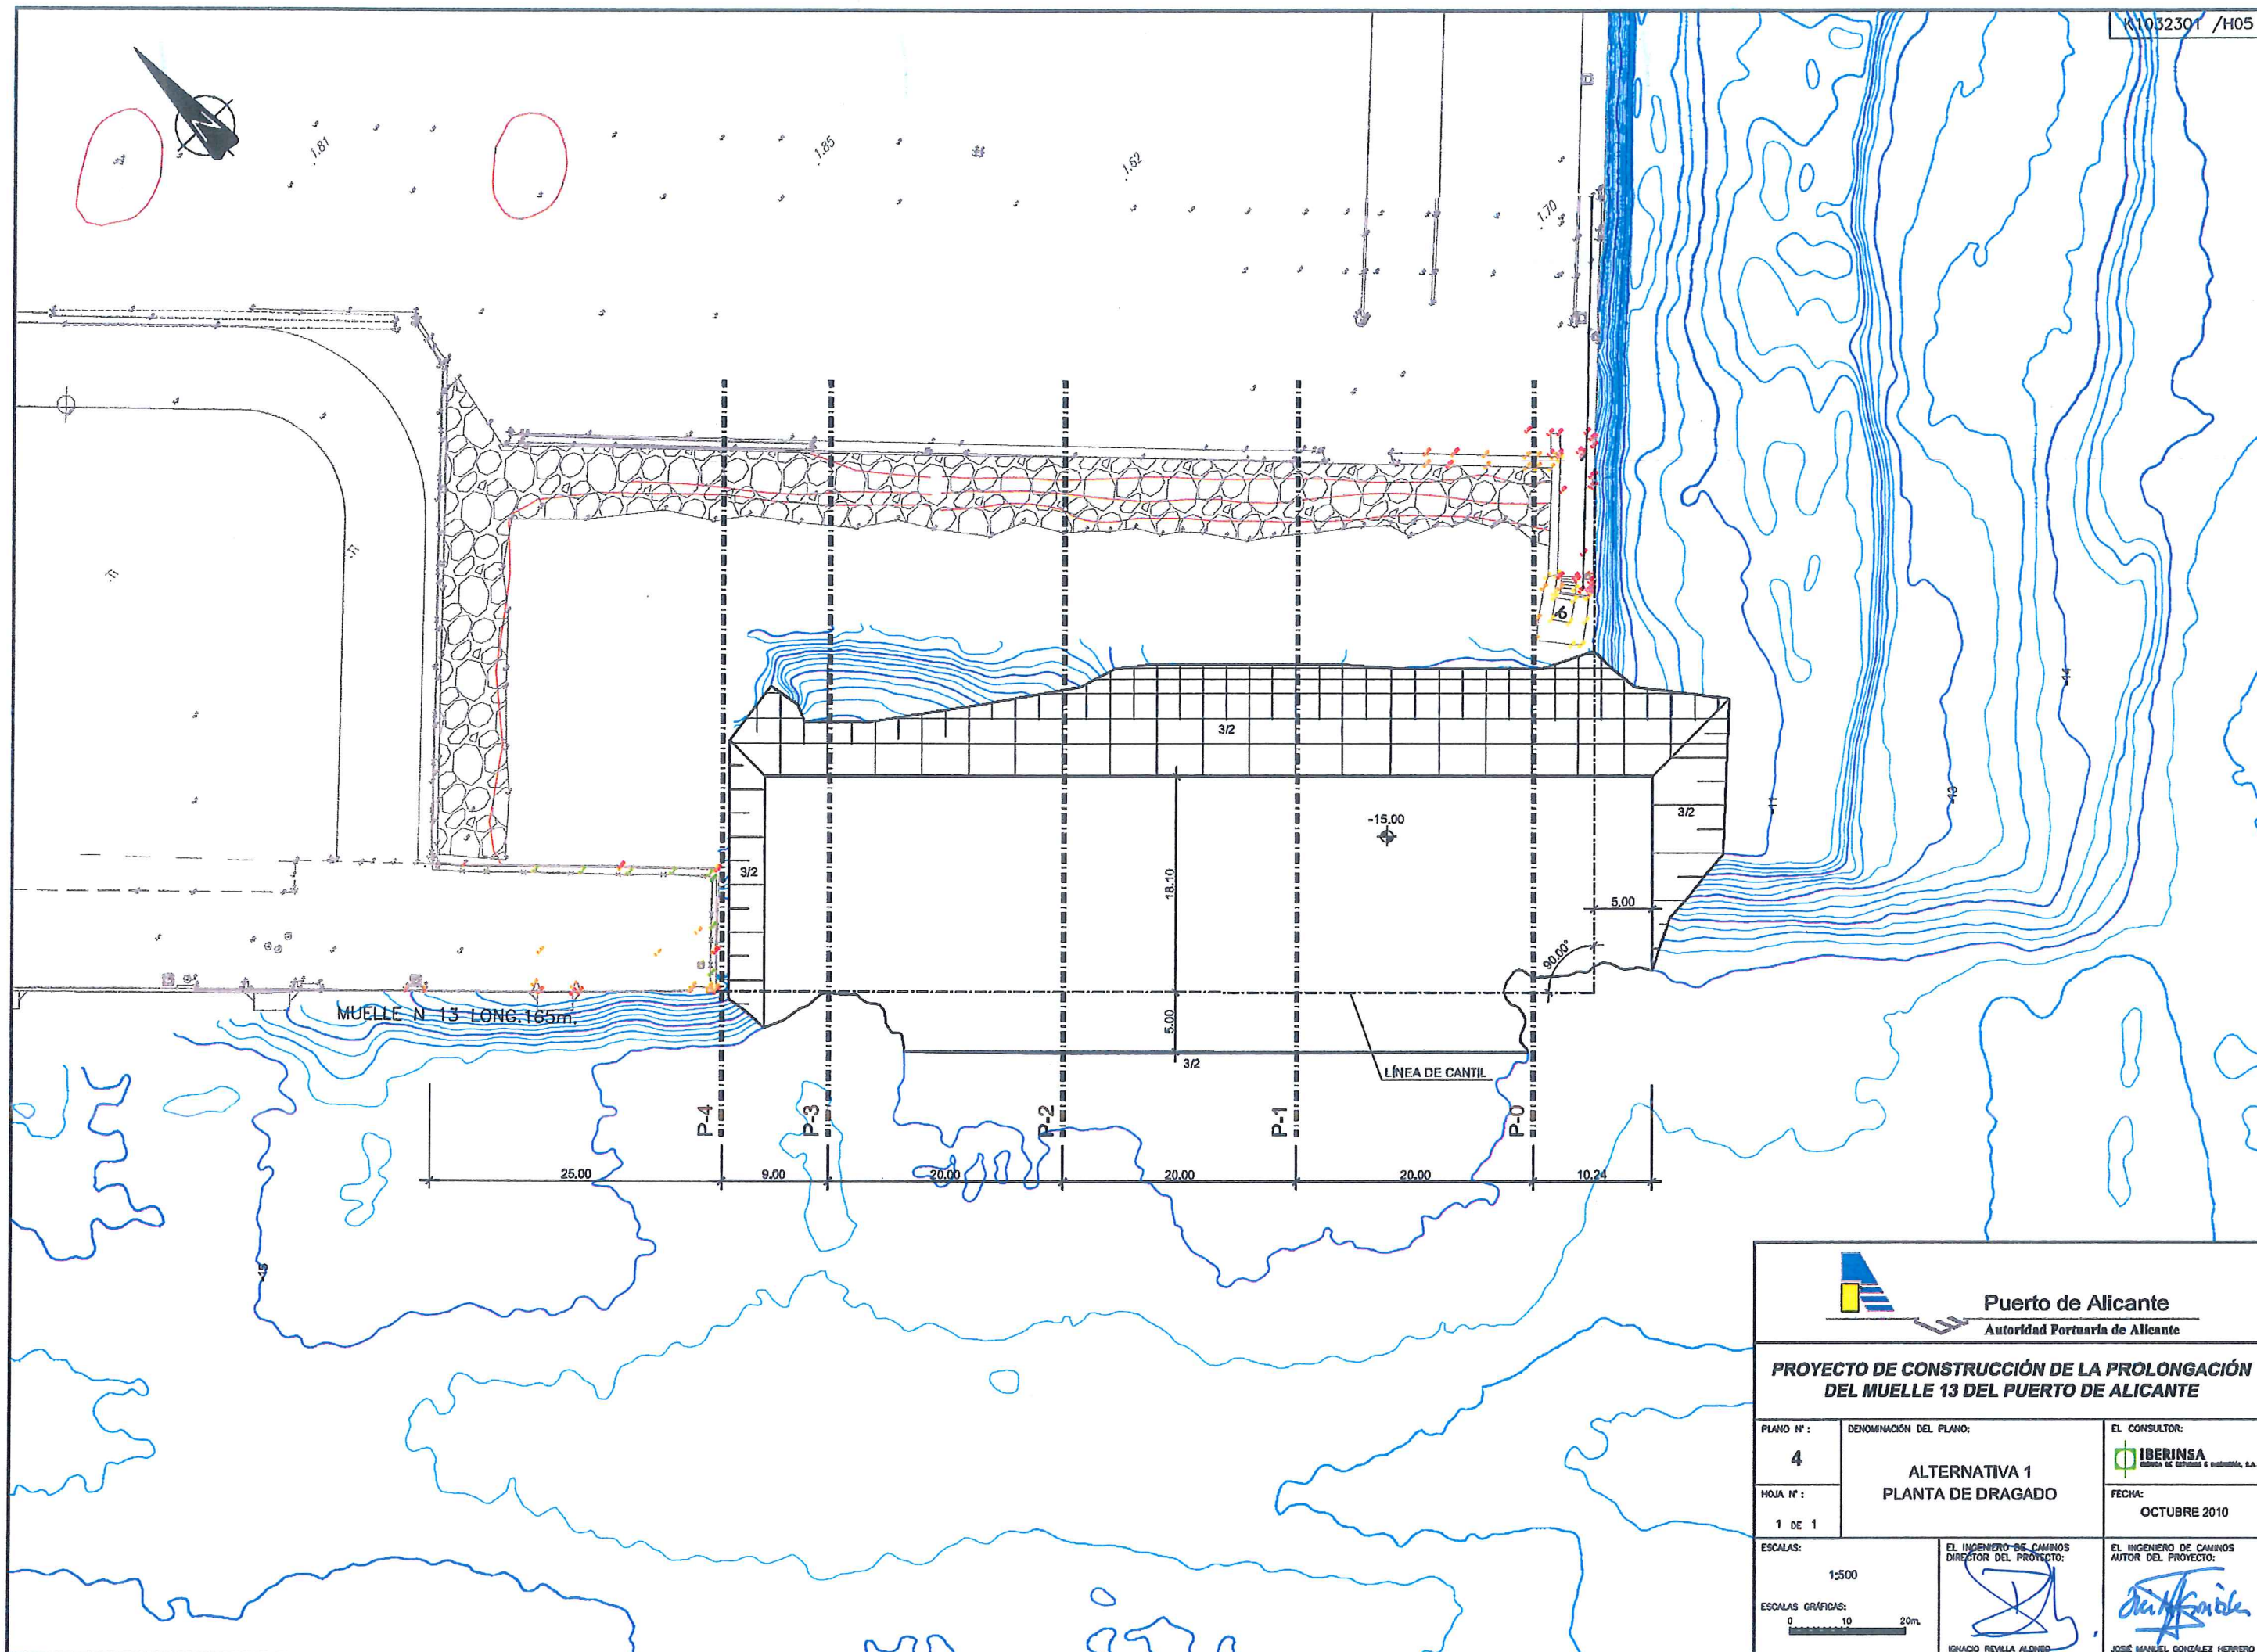 K1032301 /H05
N
1.81
1.85
1.62
1.70
6
3/2
-15.00
3/2
3/2
18.10
5.00
90.00°
-11
-13
-14
MUELLE N 13 LONG.165m.
5.00
3/2
LÍNEA DE CANTIL
P-4
P-3
P-2
P-1
P-0
25.00
9.00
20.00
20.00
20.00
10.24
-15
Puerto de Alicante
Autoridad Portuaria de Alicante
PROYECTO DE CONSTRUCCIÓN DE LA PROLONGACIÓN
DEL MUELLE 13 DEL PUERTO DE ALICANTE
PLANO Nº :
4
DENOMINACIÓN DEL PLANO:
ALTERNATIVA 1
PLANTA DE DRAGADO
EL CONSULTOR:
IBERINSA
HOJA Nº :
1 DE 1
FECHA:
OCTUBRE 2010
ESCALAS:
1:500
ESCALAS GRÁFICAS:
0 10 20m.
EL INGENIERO DE CAMINOS
DIRECTOR DEL PROYECTO:
IGNACIO REVILLA ALONSO
EL INGENIERO DE CAMINOS
AUTOR DEL PROYECTO:
JOSÉ MANUEL GONZÁLEZ HERRERO